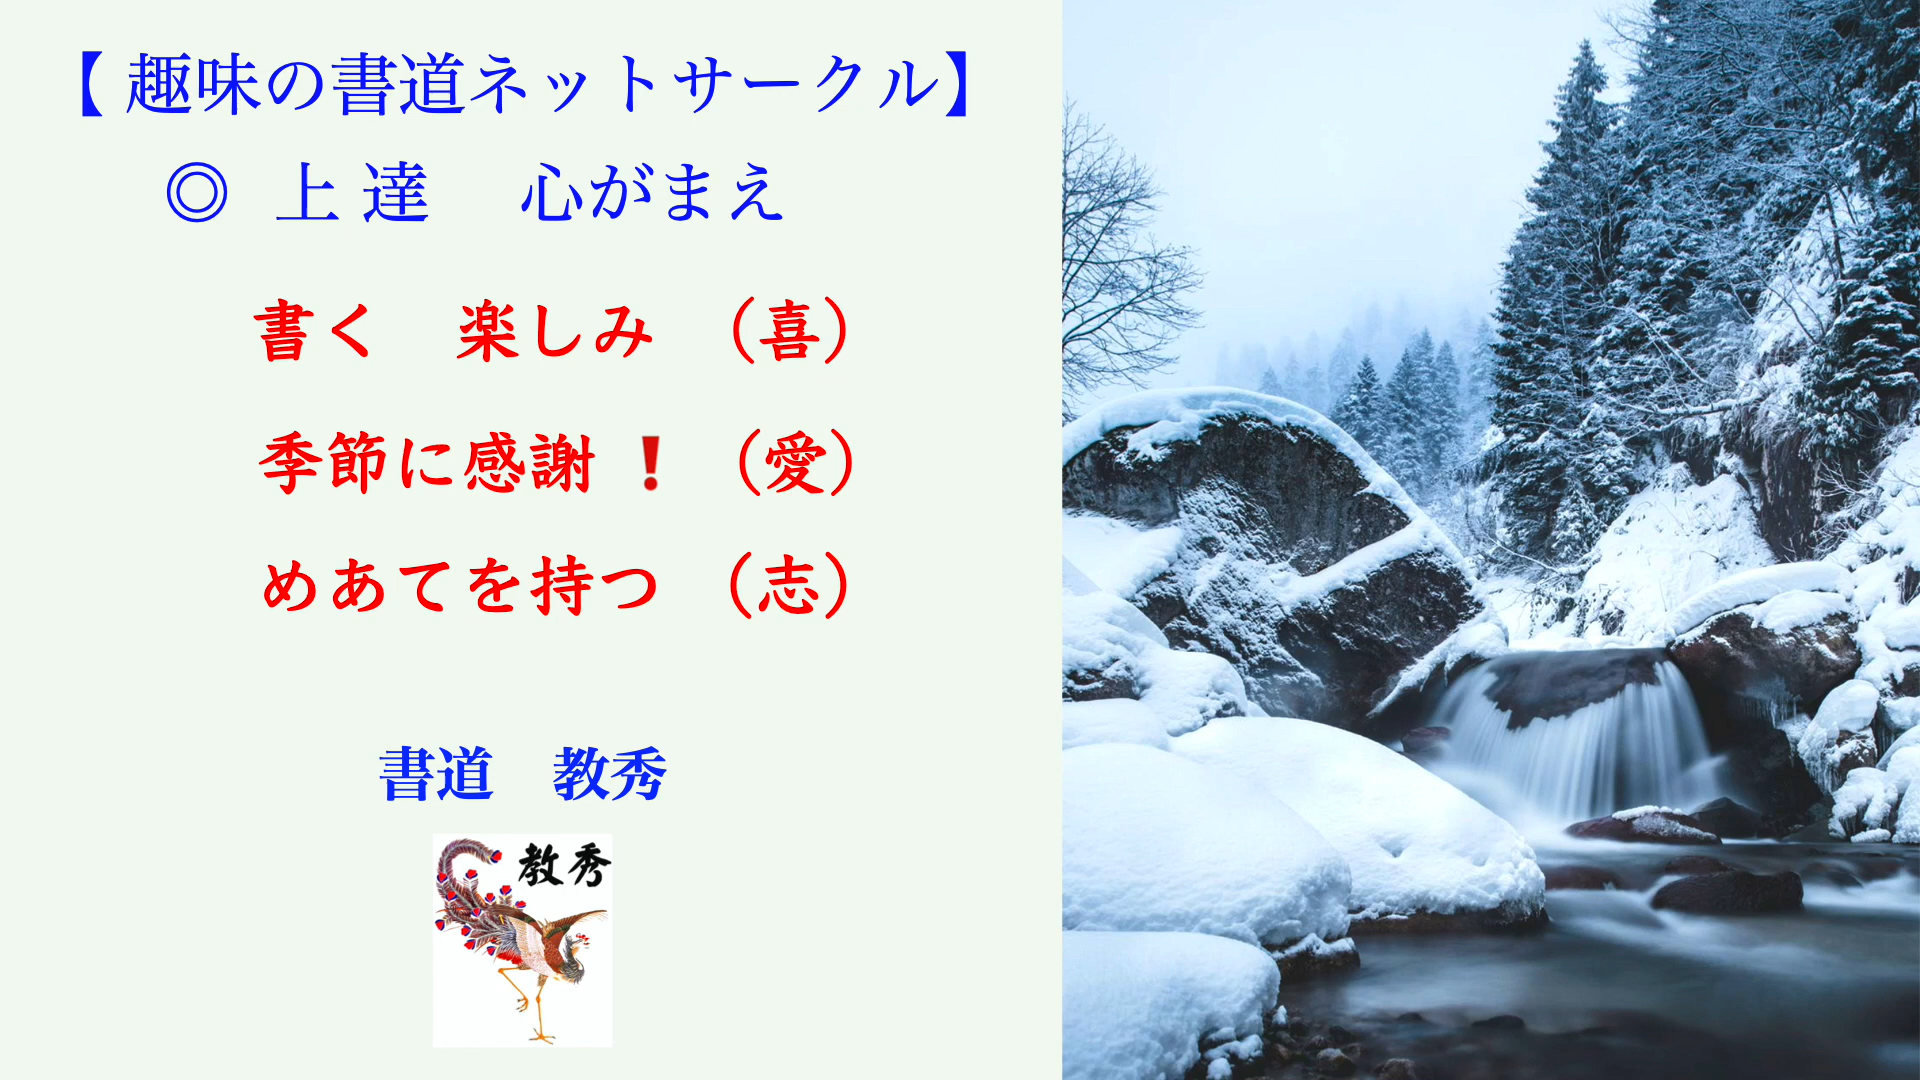 【 趣味の書道ネットサークル】
◎ 上 達　心がまえ
書く　楽しみ　（喜）
季節に感謝 ❗ （愛）
めあてを持つ　（志）
書道　教秀
教秀